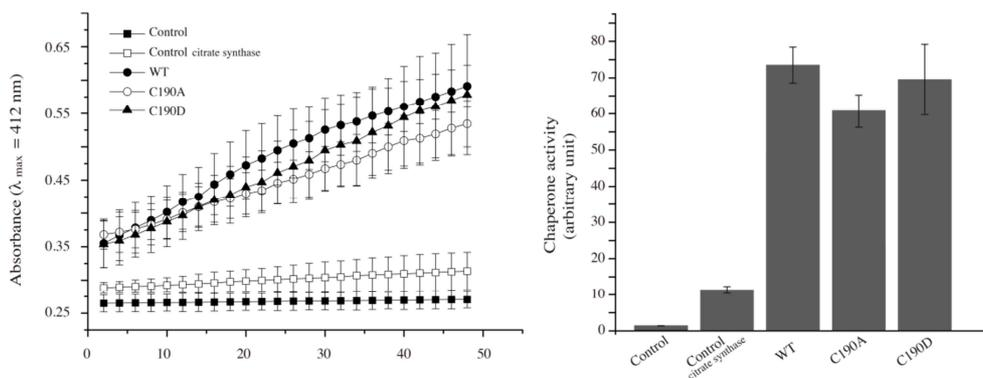 Absorbance (λ max = 412 nm)
0.65
0.55
0.45
0.35
0.25
Control
Control citrate synthase
WT
C190A
C190D
0 10 20 30 40 50
Chaperone activity
(arbitrary unit)
80
70
60
50
40
30
20
10
0
Control
Control
citrate synthase
WT
C190A
C190D